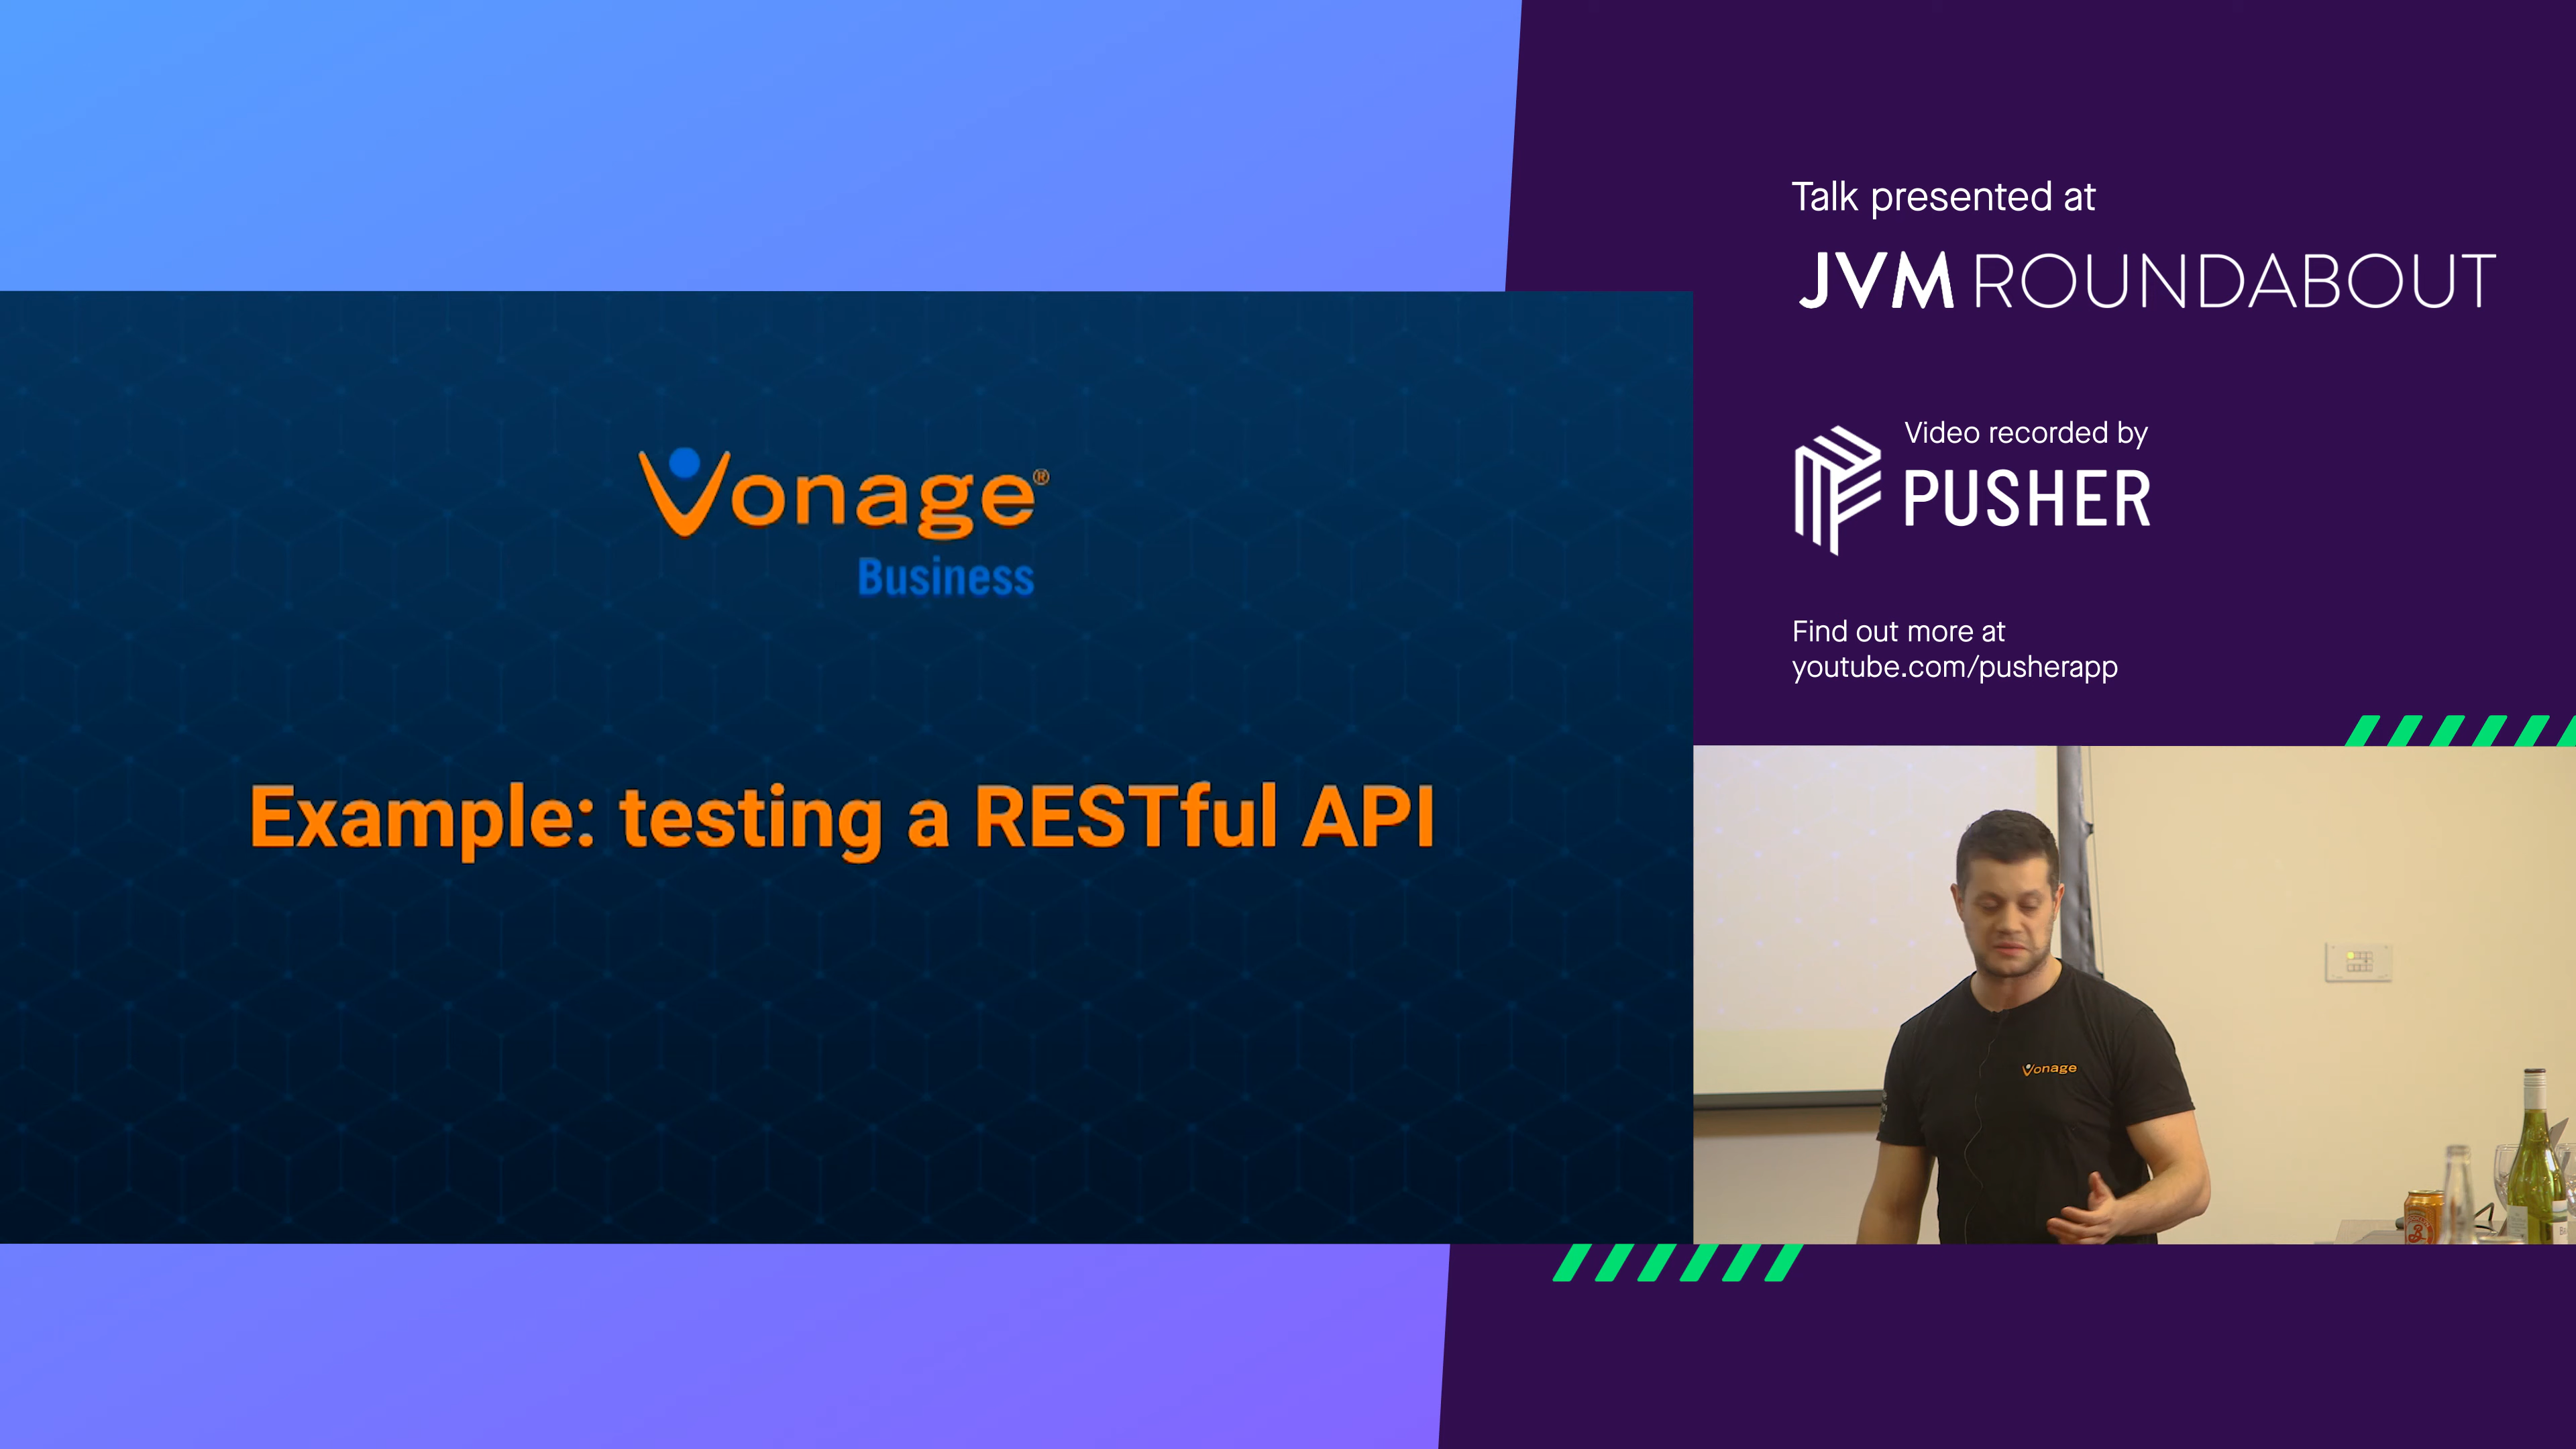 Vonage®
Business
Example: testing a RESTful API
Talk presented at
JVM ROUNDABOUT
Video recorded by
PUSHER
Find out more at
youtube.com/pusherapp
Vonage